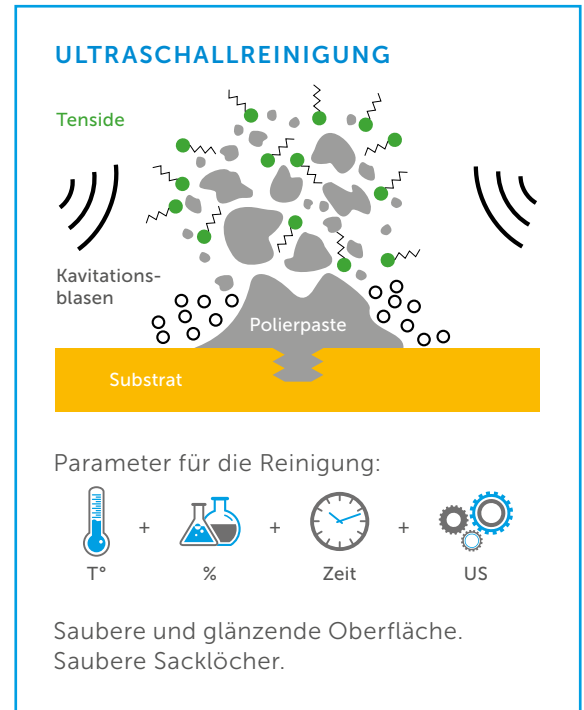 ULTRASCHALLREINIGUNG
Tenside
Kavitations-
blasen
Polierpaste
Substrat
Parameter für die Reinigung:
+ + +
T° % Zeit US
Saubere und glänzende Oberfläche.
Saubere Sacklöcher.